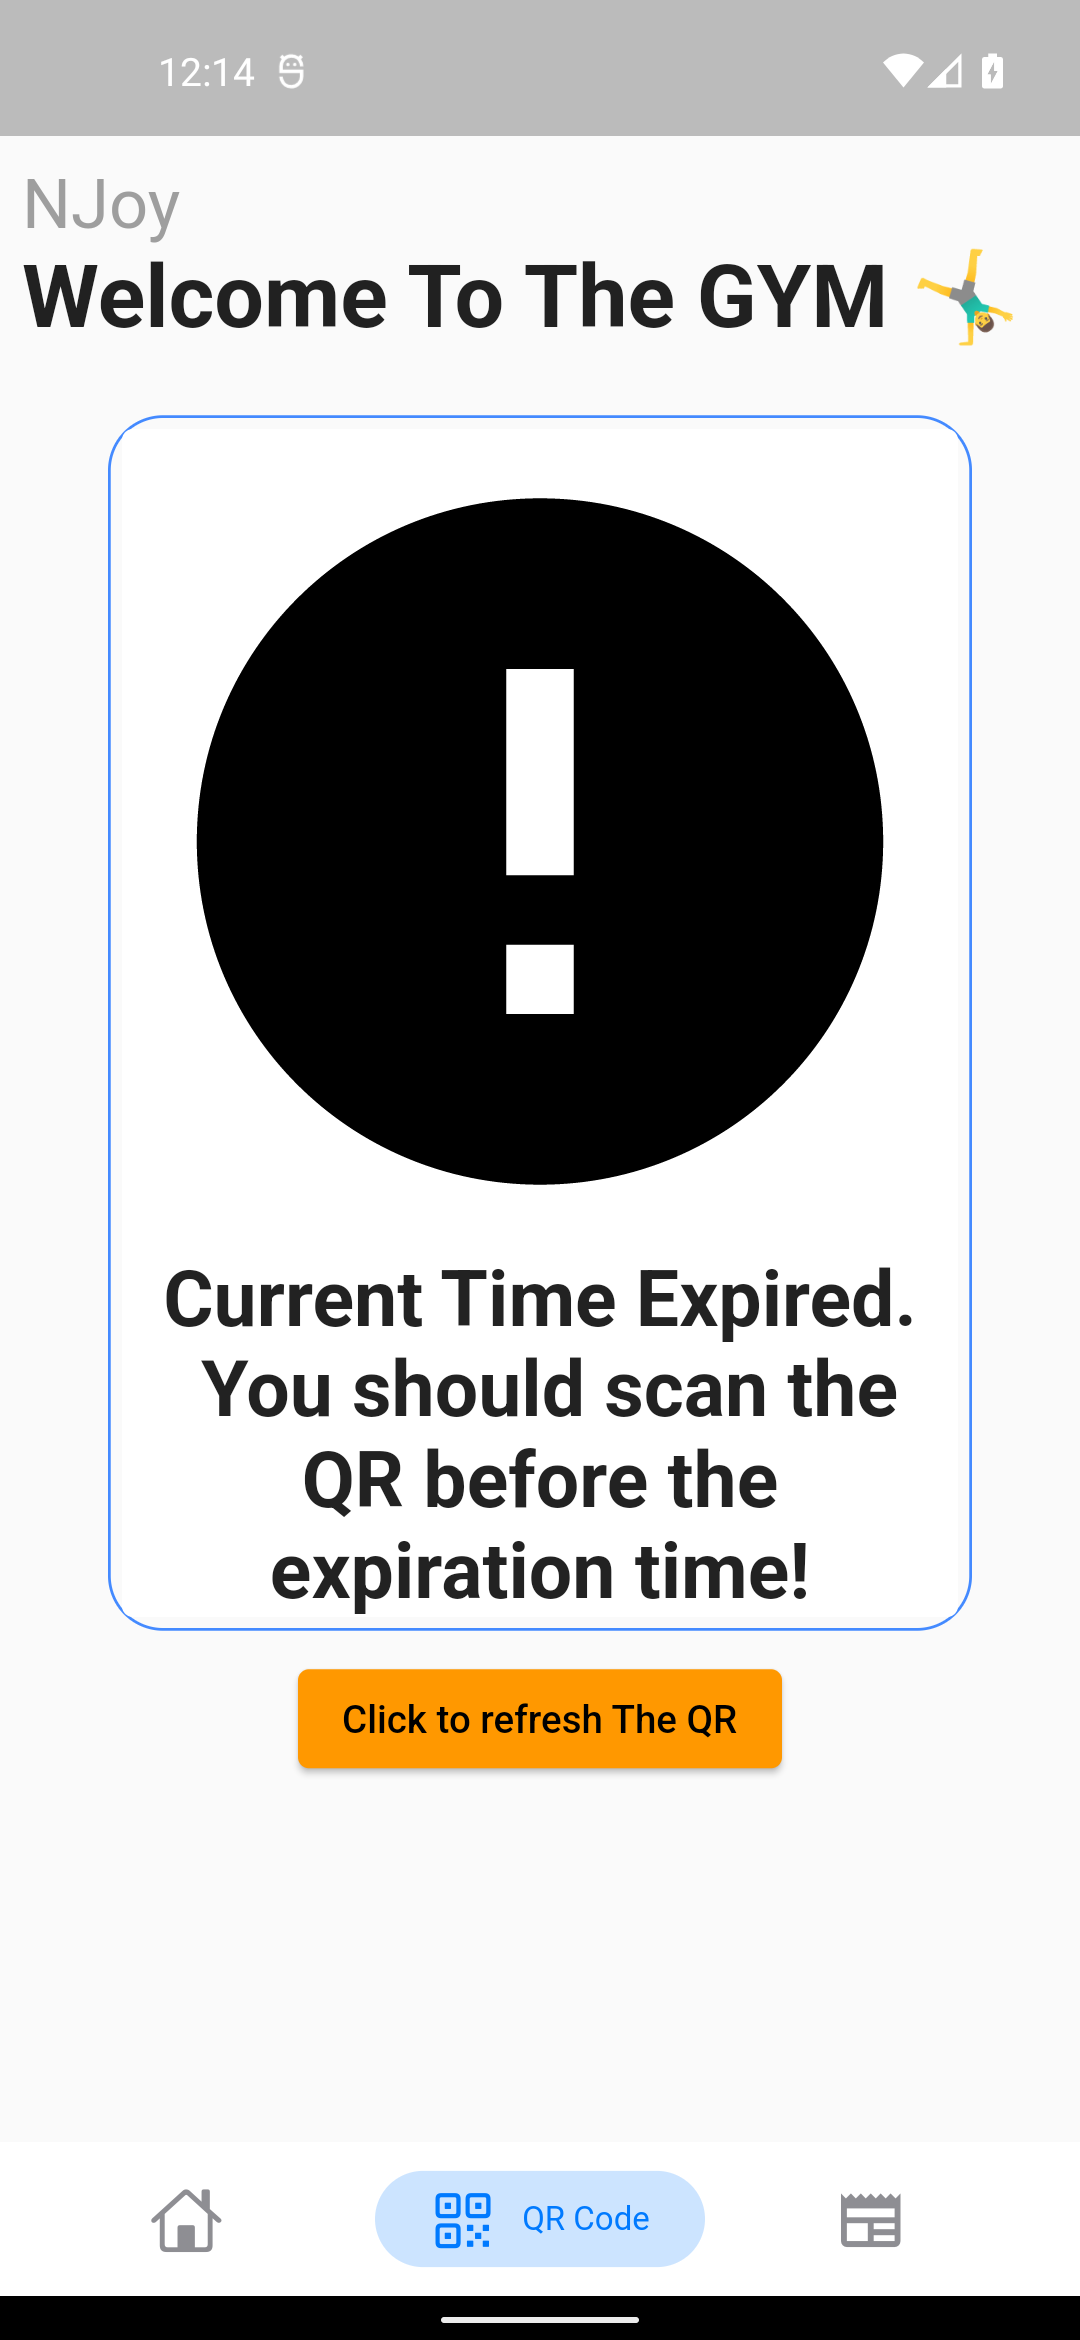 12:14
NJoy
Welcome To The GYM
Current Time Expired.
You should scan the
QR before the
expiration time!
Click to refresh The QR
QR Code